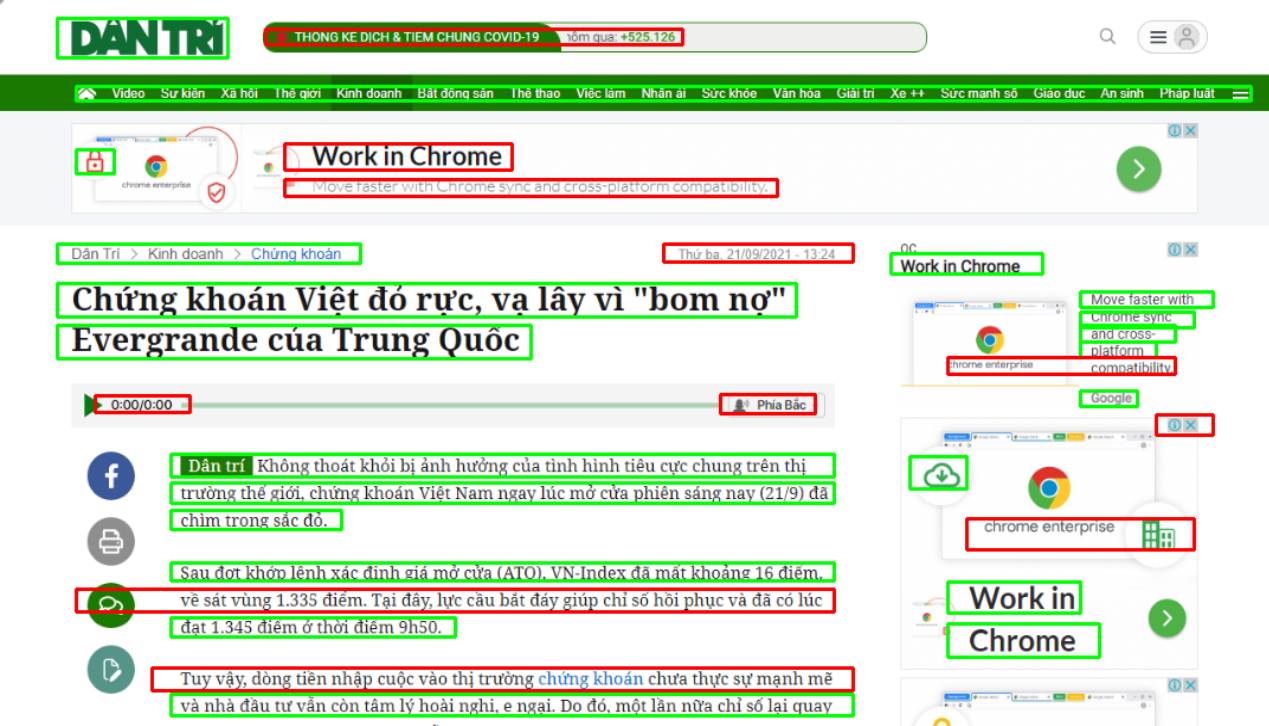 DÂN TRÍ
THỐNG KÊ DỊCH & TIÊM CHỦNG COVID-19 hôm qua: +525.126
Video Sự kiện Xã hội Thế giới Kinh doanh Bất động sản Thể thao Việc làm Nhân ái Sức khỏe Văn hóa Giải trí Xe ++ Sức mạnh số Giáo dục An sinh Pháp luật
chrome enterprise
Work in Chrome
Move faster with Chrome sync and cross-platform compatibility.
Dân Trí > Kinh doanh > Chứng khoán
Thứ ba, 21/09/2021 - 13:24
Chứng khoán Việt đỏ rực, vạ lây vì "bom nợ"
Evergrande của Trung Quốc
0:00/0:00
Phía Bắc
Dân trí Không thoát khỏi bị ảnh hưởng của tình hình tiêu cực chung trên thị
trường thế giới, chứng khoán Việt Nam ngay lúc mở cửa phiên sáng nay (21/9) đã
chìm trong sắc đỏ.
Sau đợt khớp lệnh xác định giá mở cửa (ATO), VN-Index đã mất khoảng 16 điểm,
về sát vùng 1.335 điểm. Tại đây, lực cầu bắt đáy giúp chỉ số hồi phục và đã có lúc
đạt 1.345 điểm ở thời điểm 9h50.
Tuy vậy, dòng tiền nhập cuộc vào thị trường chứng khoán chưa thực sự mạnh mẽ
và nhà đầu tư vẫn còn tâm lý hoài nghi, e ngại. Do đó, một lần nữa chỉ số lại quay
QC
Work in Chrome
Move faster with
Chrome sync
and cross-
platform
compatibility.
chrome enterprise
Google
chrome enterprise
Work in
Chrome